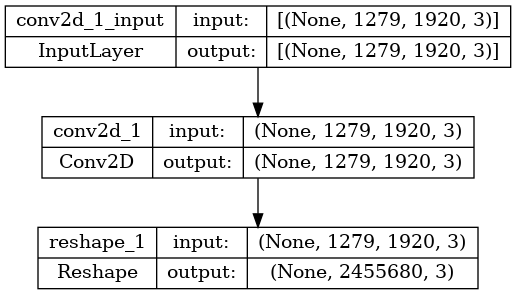 conv2d_1_input input: [(None, 1279, 1920, 3)]
InputLayer output: [(None, 1279, 1920, 3)]
conv2d_1 input: (None, 1279, 1920, 3)
Conv2D output: (None, 1279, 1920, 3)
reshape_1 input: (None, 1279, 1920, 3)
Reshape output: (None, 2455680, 3)